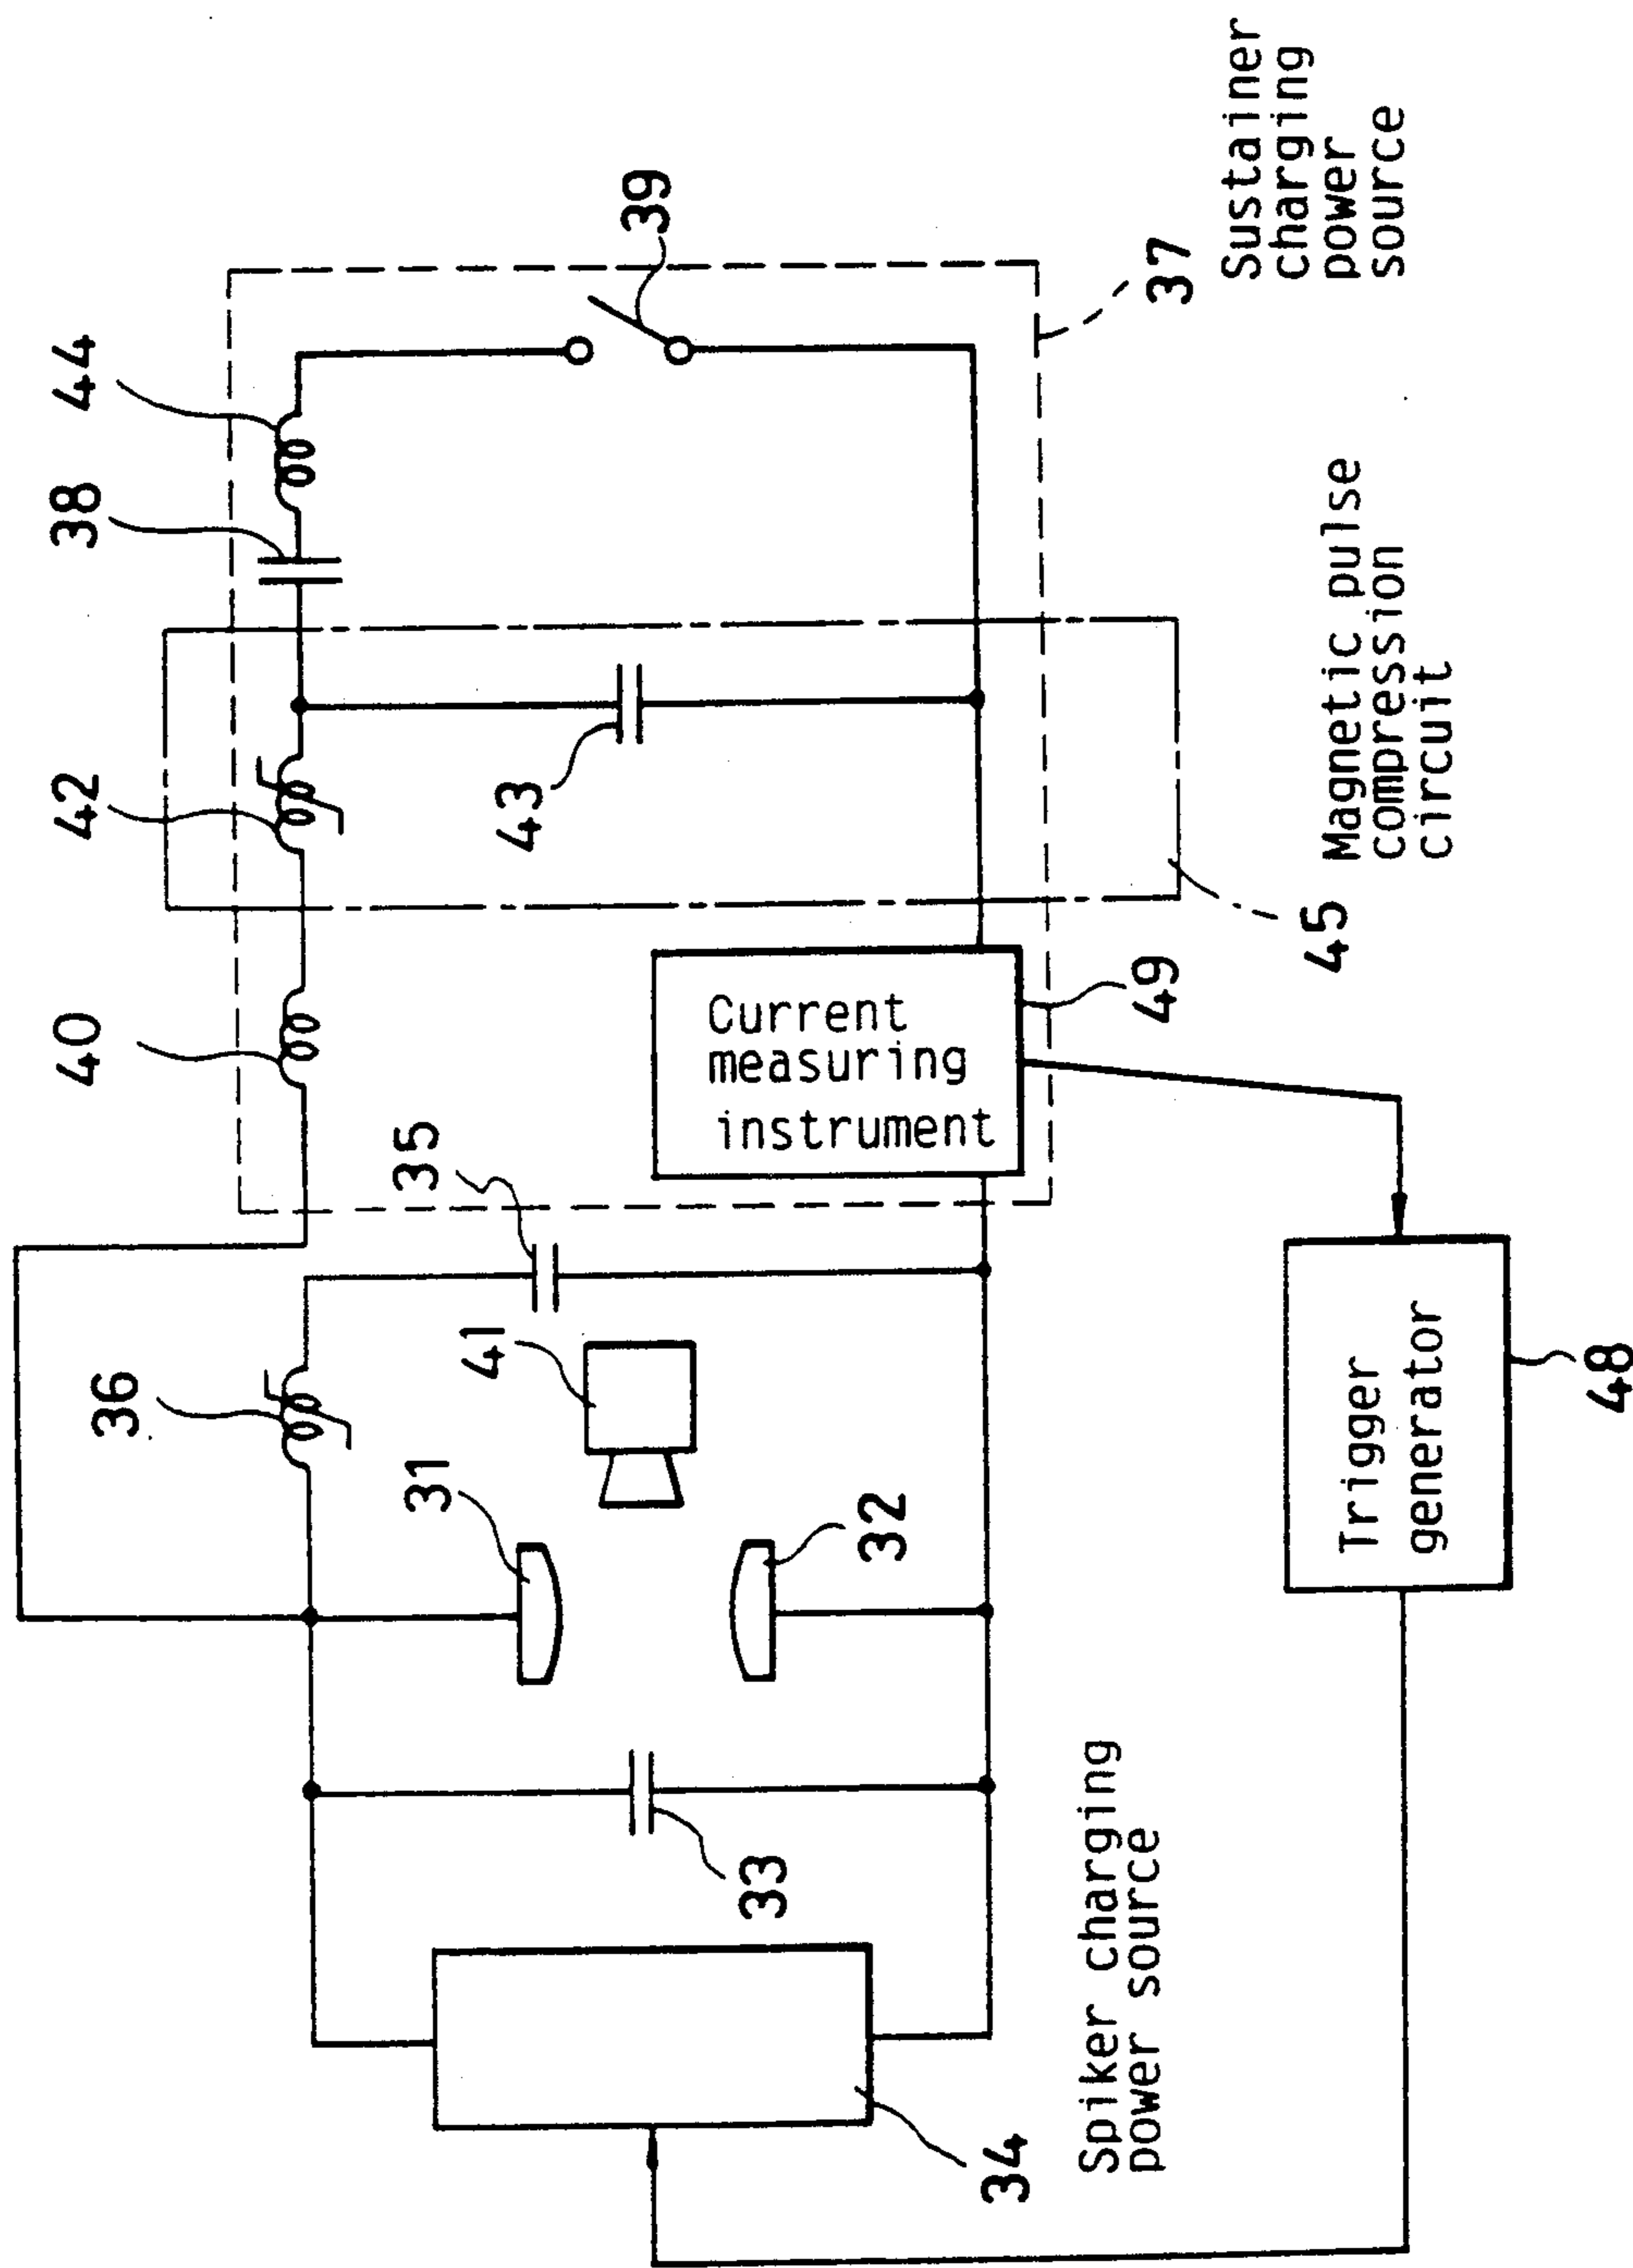 44
38
42
40
36
39
43
35
41
31
32
33
34
Current
measuring
instrument
49
37
Sustainer
charging
power
source
45
Magnetic pulse
compression
circuit
Trigger
generator
48
Spiker charging
power source